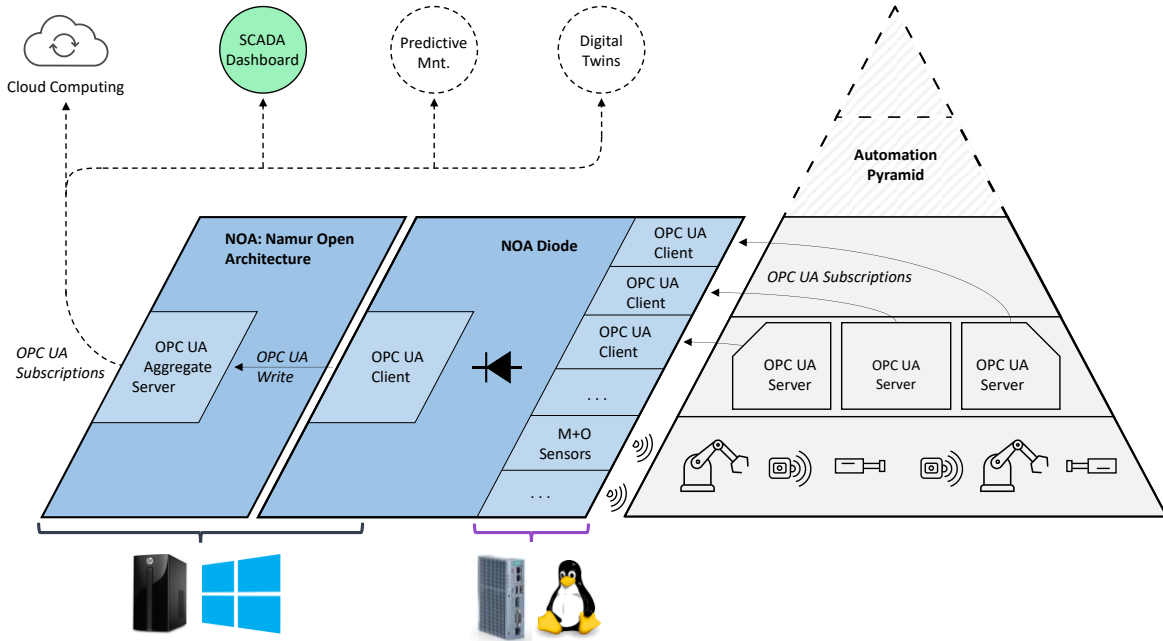 Cloud Computing
SCADA
Dashboard
Predictive
Mnt.
Digital
Twins
Automation
Pyramid
NOA: Namur Open
Architecture
NOA Diode
OPC UA
Client
OPC UA
Client
OPC UA
Client
. . .
M+O
Sensors
. . .
OPC UA Subscriptions
OPC UA
Subscriptions
OPC UA
Aggregate
Server
OPC UA
Write
OPC UA
Client
OPC UA
Server
OPC UA
Server
OPC UA
Server
hp